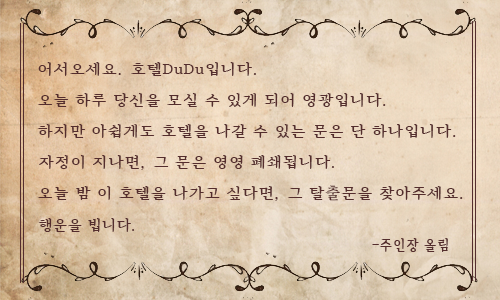 어서오세요. 호텔DuDu입니다.
오늘 하루 당신을 모실 수 있게 되어 영광입니다.
하지만 아쉽게도 호텔을 나갈 수 있는 문은 단 하나입니다.
자정이 지나면, 그 문은 영영 폐쇄됩니다.
오늘 밤 이 호텔을 나가고 싶다면, 그 탈출문을 찾아주세요.
행운을 빕니다.
-주인장 올림